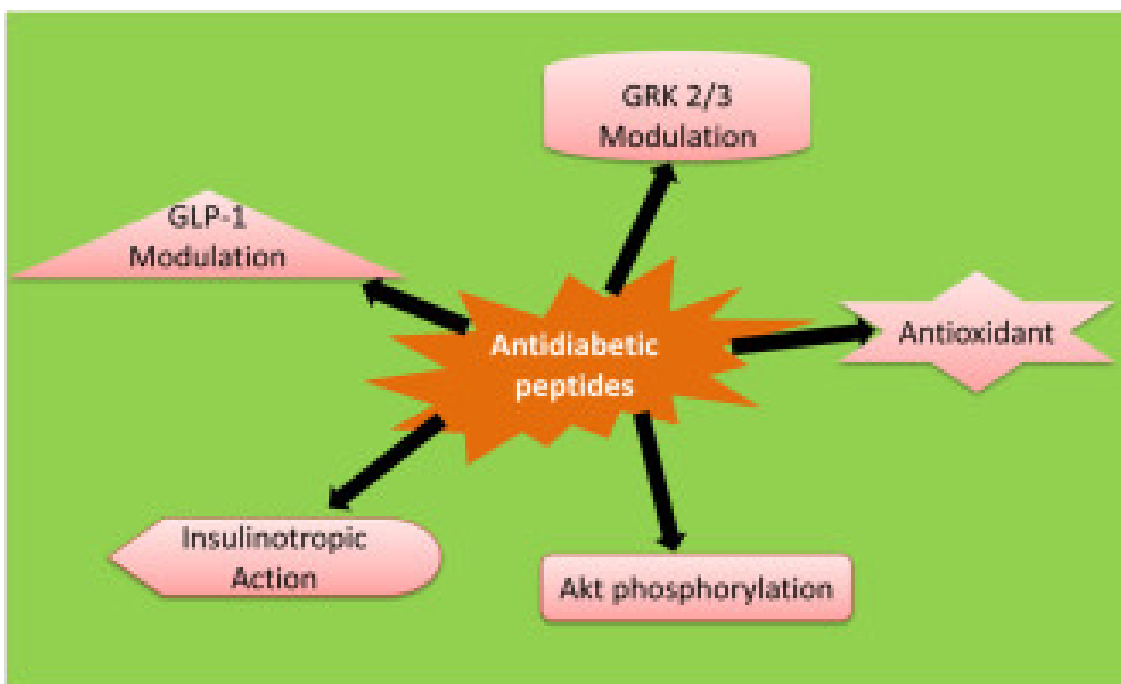 GRK 2/3
Modulation
GLP-1
Modulation
Antioxidant
Antidiabetic
peptides
Insulinotropic
Action
Akt phosphorylation